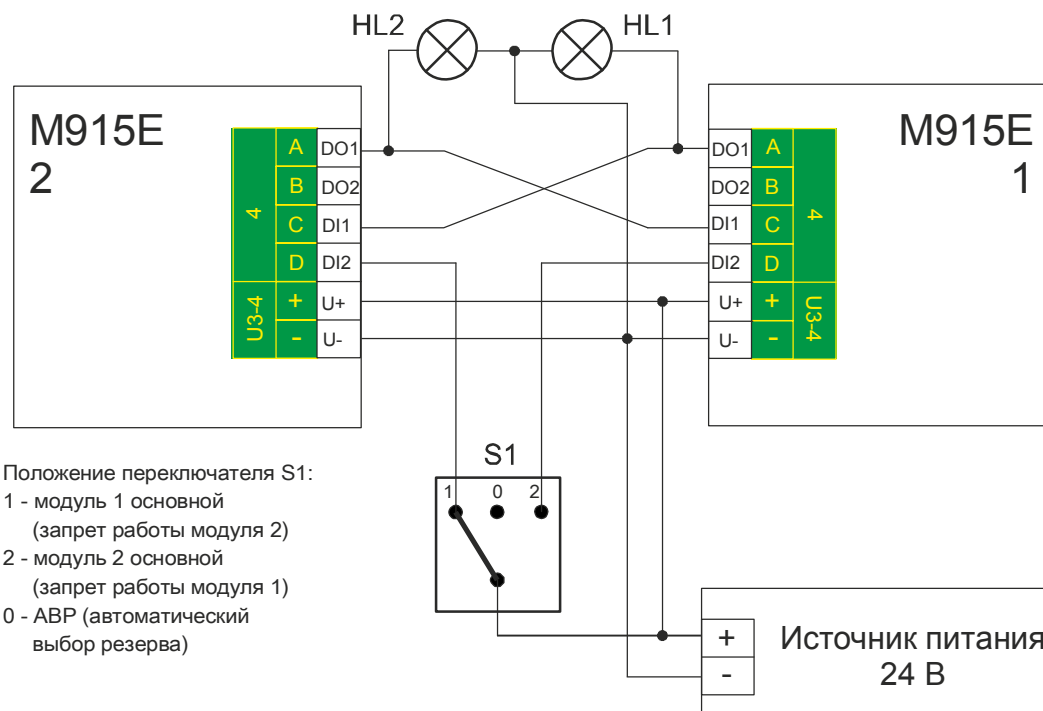 HL2
HL1
M915E
2
4
A
DO1
B
DO2
C
DI1
D
DI2
U3-4
+
U+
-
U-
M915E
1
DO1
A
DO2
B
DI1
C
DI2
D
4
U+
+
U-
-
U3-4
S1
1
0
2
Положение переключателя S1:
1 - модуль 1 основной
(запрет работы модуля 2)
2 - модуль 2 основной
(запрет работы модуля 1)
0 - АВР (автоматический
выбор резерва)
+
-
Источник питания
24 В